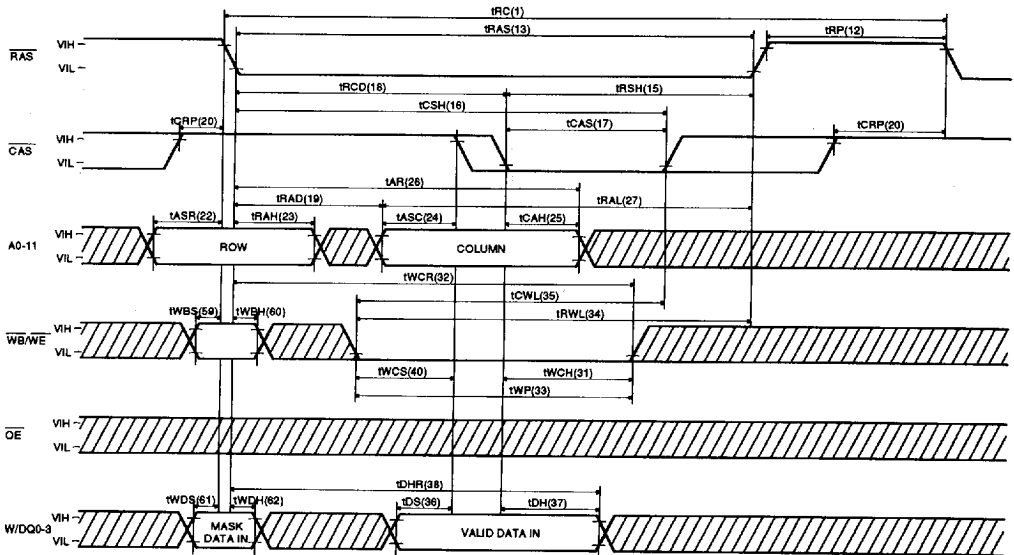 tRC(1)
tRAS(13)
tRP(12)
RAS
VIH
VIL
tRCD(18)
tRSH(15)
tCSH(16)
tCRP(20)
tCAS(17)
tCRP(20)
CAS
VIH
VIL
tAR(26)
tRAD(19)
tRAL(27)
tASR(22)
tRAH(23)
tASC(24)
tCAH(25)
A0-11
VIH
VIL
ROW
COLUMN
tWCR(32)
tCWL(35)
tWBS(59)
tWBH(60)
tRWL(34)
WB/WE
VIH
VIL
tWCS(40)
tWCH(31)
tWP(33)
OE
VIH
VIL
tDHR(38)
tWDS(61)
tWDH(62)
tDS(36)
tDH(37)
W/DQ0-3
VIH
VIL
MASK
DATA IN
VALID DATA IN